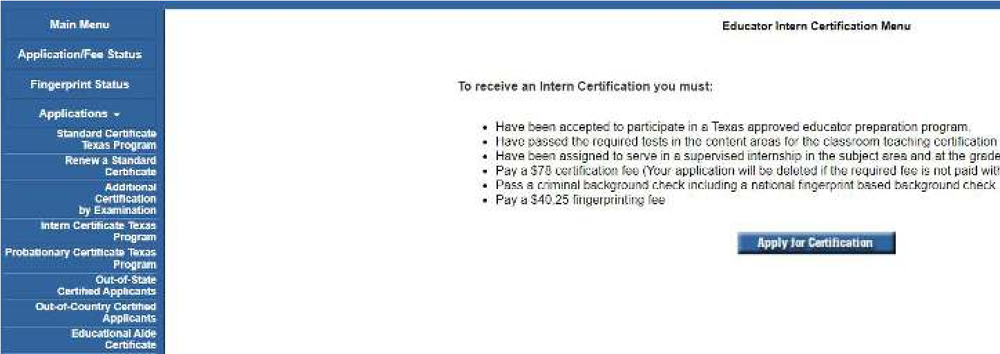 Main Menu
Application/Fee Status
Fingerprint Status
Applications
Standard Certificate
Texas Program
Renew a Standard
Certificate
Additional
Certification
by Examination
Intern Certificate Texas
Program
Probationary Certificate Texas
Program
Out-of-State
Certified Applicants
Out-of-Country Certified
Applicants
Educational Aide
Certificate
Educator Intern Certification Menu
To receive an Intern Certification you must:
• Have been accepted to participate in a Texas approved educator preparation program.
• Have passed the required tests in the content areas for the classroom teaching certification
• Have been assigned to serve in a supervised internship in the subject area and at the grade
• Pay a $78 certification fee (Your application will be deleted if the required fee is not paid wit
• Pass a criminal background check including a national fingerprint based background check
• Pay a $40.25 fingerprinting fee
Apply for Certification